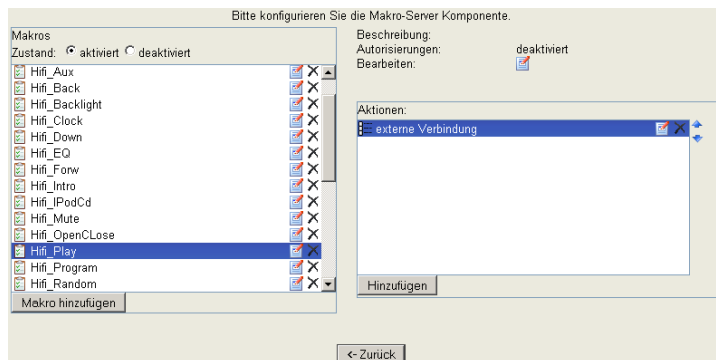 Bitte konfigurieren Sie die Makro-Server Komponente.
Makros
Zustand: aktiviert deaktiviert
Hifi_Aux
Hifi_Back
Hifi_Backlight
Hifi_Clock
Hifi_Down
Hifi_EQ
Hifi_Forw
Hifi_Intro
Hifi_IPodCd
Hifi_Mute
Hifi_OpenCLose
Hifi_Play
Hifi_Program
Hifi_Random
Makro hinzufügen
Beschreibung:
Autorisierungen: deaktiviert
Bearbeiten:
Aktionen:
externe Verbindung
Hinzufügen
<- Zurück